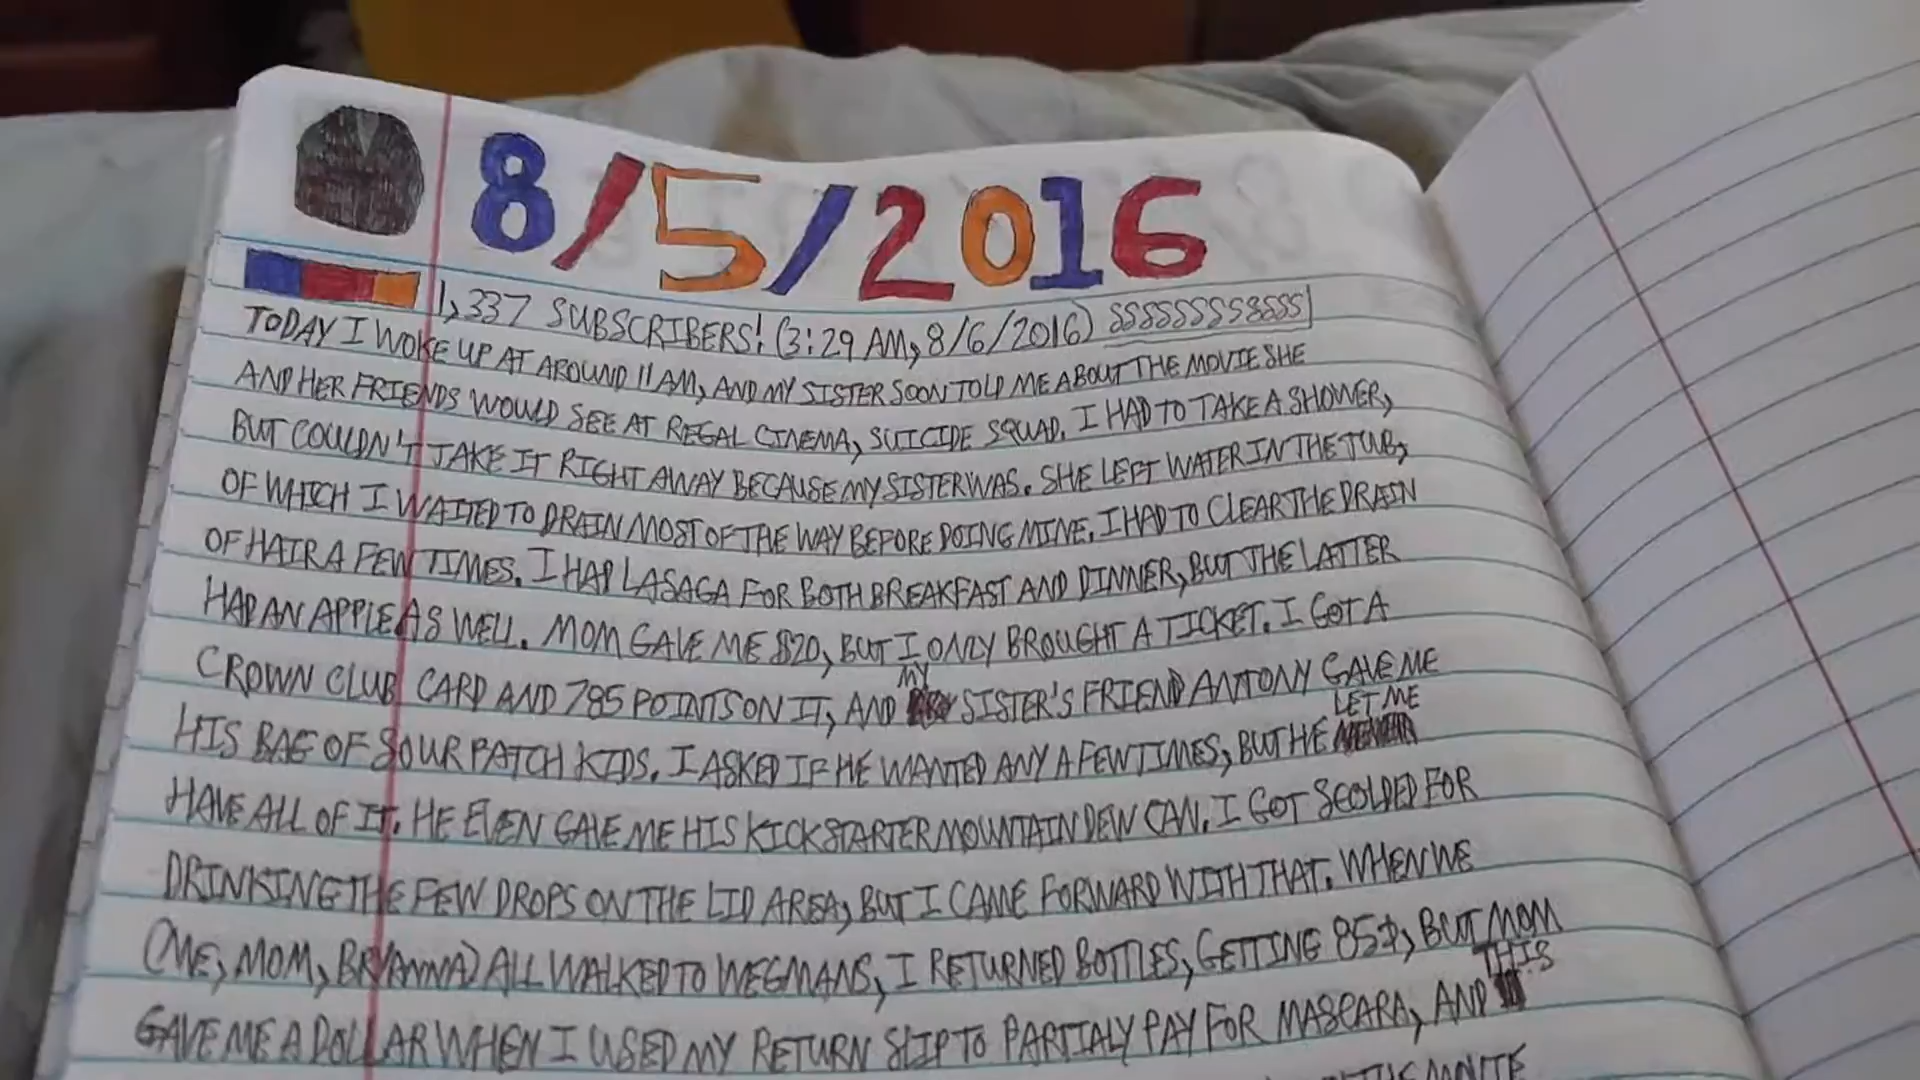 8/5/2016
1,337 SUBSCRIBERS! (3:29 AM, 8/6/2016) SSSSSSSSSSSSS
TODAY I WOKE UP AT AROUND 11 AM, AND MY SISTER SOON TOLD ME ABOUT THE MOVIE SHE
AND HER FRIENDS WOULD SEE AT REGAL CINEMA, SUICIDE SQUAD. I HAD TO TAKE A SHOWER,
BUT COULDN'T TAKE IT RIGHT AWAY BECAUSE MY SISTER WAS. SHE LEFT WATER IN THE TUB,
OF WHICH I WAITED TO DRAIN MOST OF THE WAY BEFORE DOING MINE. I HAD TO CLEAR THE DRAIN
OF HAIR A FEW TIMES. I HAD LASAGA FOR BOTH BREAKFAST AND DINNER, BUT THE LATTER
HAD AN APPLE AS WELL. MOM GAVE ME $20, BUT I ONLY BROUGHT A TICKET. I GOT A
CROWN CLUB CARD AND 785 POINTS ON IT, AND MY SISTER'S FRIEND ANTONY GAVE ME
HIS BAG OF SOUR PATCH KIDS. I ASKED IF HE WANTED ANY A FEW TIMES, BUT HE LET ME
HAVE ALL OF IT. HE EVEN GAVE ME HIS KICKSTARTER MOUNTAIN DEW CAN. I GOT SCOLDED FOR
DRINKING THE FEW DROPS ON THE LID AREA, BUT I CAME FORWARD WITH THAT. WHEN WE
(ME, MOM, BRYANNA) ALL WALKED TO WEGMANS, I RETURNED BOTTLES, GETTING 85¢, BUT MOM
GAVE ME A DOLLAR WHEN I USED MY RETURN SLIP TO PARTIALY PAY FOR MASCARA, AND THIS